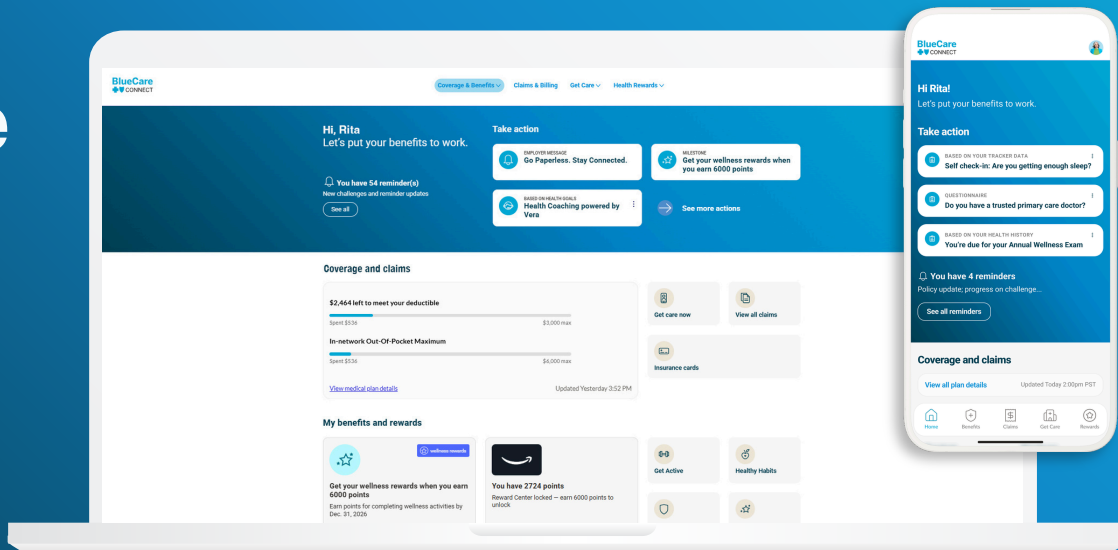 e
BlueCare
CONNECT
Coverage & Benefits
Claims & Billing
Get Care
Health Rewards
Hi, Rita
Let's put your benefits to work.
You have 54 reminder(s)
New challenges and reminder updates
See all
Take action
EMPLOYER MESSAGE
Go Paperless. Stay Connected.
MILESTONE
Get your wellness rewards when
you earn 6000 points
BASED ON HEALTH GOALS
Health Coaching powered by
Vera
See more actions
Coverage and claims
$2,464 left to meet your deductible
Spent $536
$3,000 max
In-network Out-Of-Pocket Maximum
Spent $536
$6,000 max
View medical plan details
Updated Yesterday 3:52 PM
Get care now
View all claims
Insurance cards
My benefits and rewards
wellness rewards
Get your wellness rewards when you earn
6000 points
Earn points for completing wellness activities by
Dec. 31, 2026
You have 2724 points
Reward Center locked — earn 6000 points to
unlock
Get Active
Healthy Habits
BlueCare
CONNECT
Hi Rita!
Let's put your benefits to work.
Take action
BASED ON YOUR TRACKER DATA
Self check-in: Are you getting enough sleep?
QUESTIONNAIRE
Do you have a trusted primary care doctor?
BASED ON YOUR HEALTH HISTORY
You're due for your Annual Wellness Exam
You have 4 reminders
Policy update; progress on challenge...
See all reminders
Coverage and claims
View all plan details
Updated Today 2:00pm PST
Home
Benefits
Claims
Get Care
Rewards